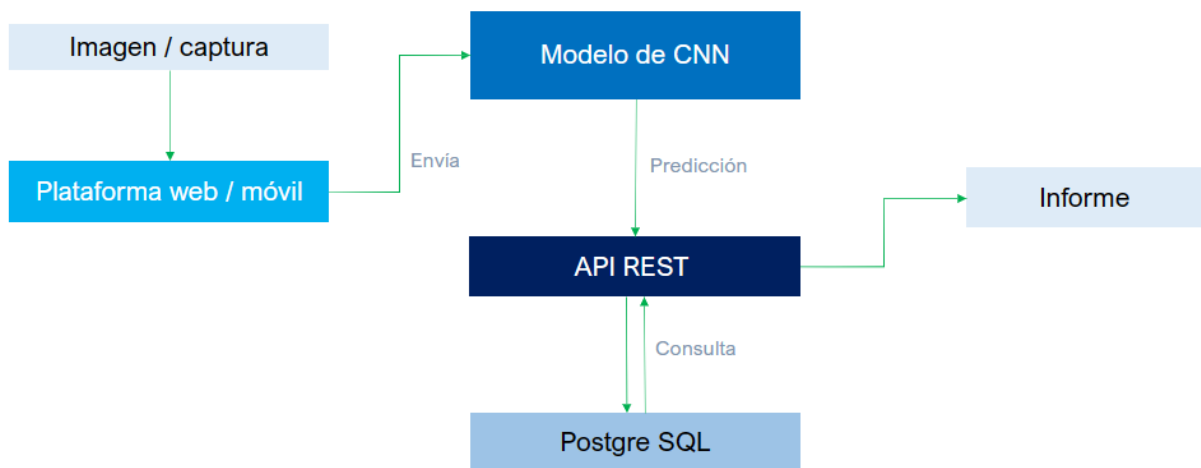 Imagen / captura
Modelo de CNN
Envía
Plataforma web / móvil
Predicción
Informe
API REST
Consulta
Postgre SQL